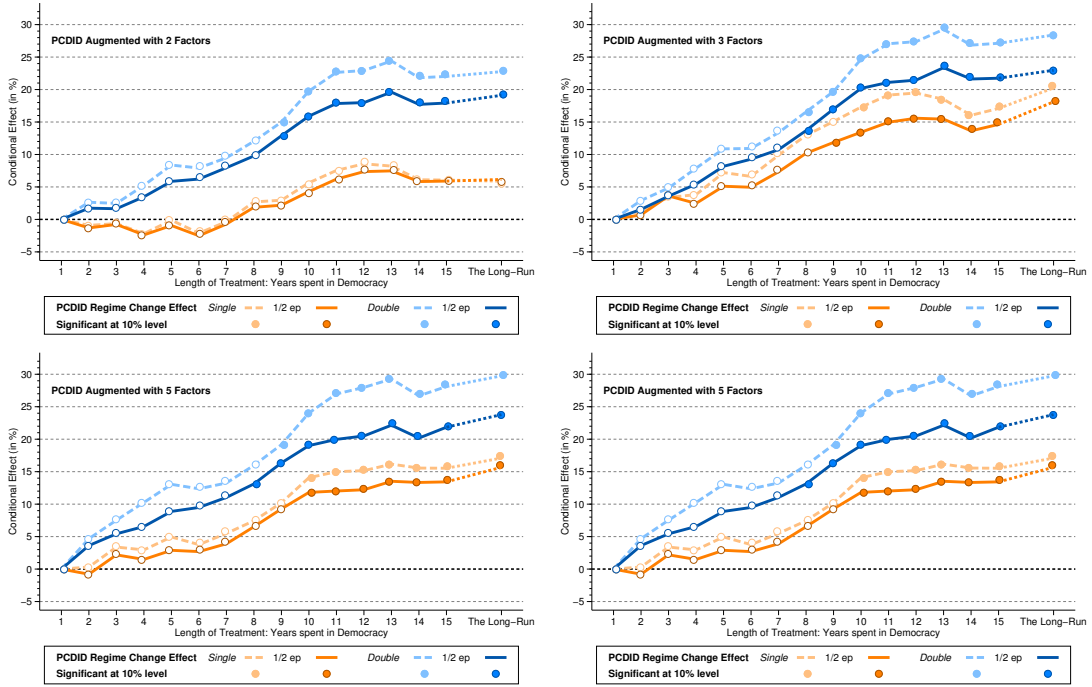 PCDID Augmented with 2 Factors
Conditional Effect (in %)
30
25
20
15
10
5
0
−5
1 2 3 4 5 6 7 8 9 10 11 12 13 14 15 The Long−Run
Length of Treatment: Years spent in Democracy
PCDID Regime Change Effect Single 1/2 ep Double 1/2 ep
Significant at 10% level
PCDID Augmented with 3 Factors
Conditional Effect (in %)
30
25
20
15
10
5
0
−5
1 2 3 4 5 6 7 8 9 10 11 12 13 14 15 The Long−Run
Length of Treatment: Years spent in Democracy
PCDID Regime Change Effect Single 1/2 ep Double 1/2 ep
Significant at 10% level
PCDID Augmented with 5 Factors
Conditional Effect (in %)
30
25
20
15
10
5
0
−5
1 2 3 4 5 6 7 8 9 10 11 12 13 14 15 The Long−Run
Length of Treatment: Years spent in Democracy
PCDID Regime Change Effect Single 1/2 ep Double 1/2 ep
Significant at 10% level
PCDID Augmented with 5 Factors
Conditional Effect (in %)
30
25
20
15
10
5
0
−5
1 2 3 4 5 6 7 8 9 10 11 12 13 14 15 The Long−Run
Length of Treatment: Years spent in Democracy
PCDID Regime Change Effect Single 1/2 ep Double 1/2 ep
Significant at 10% level